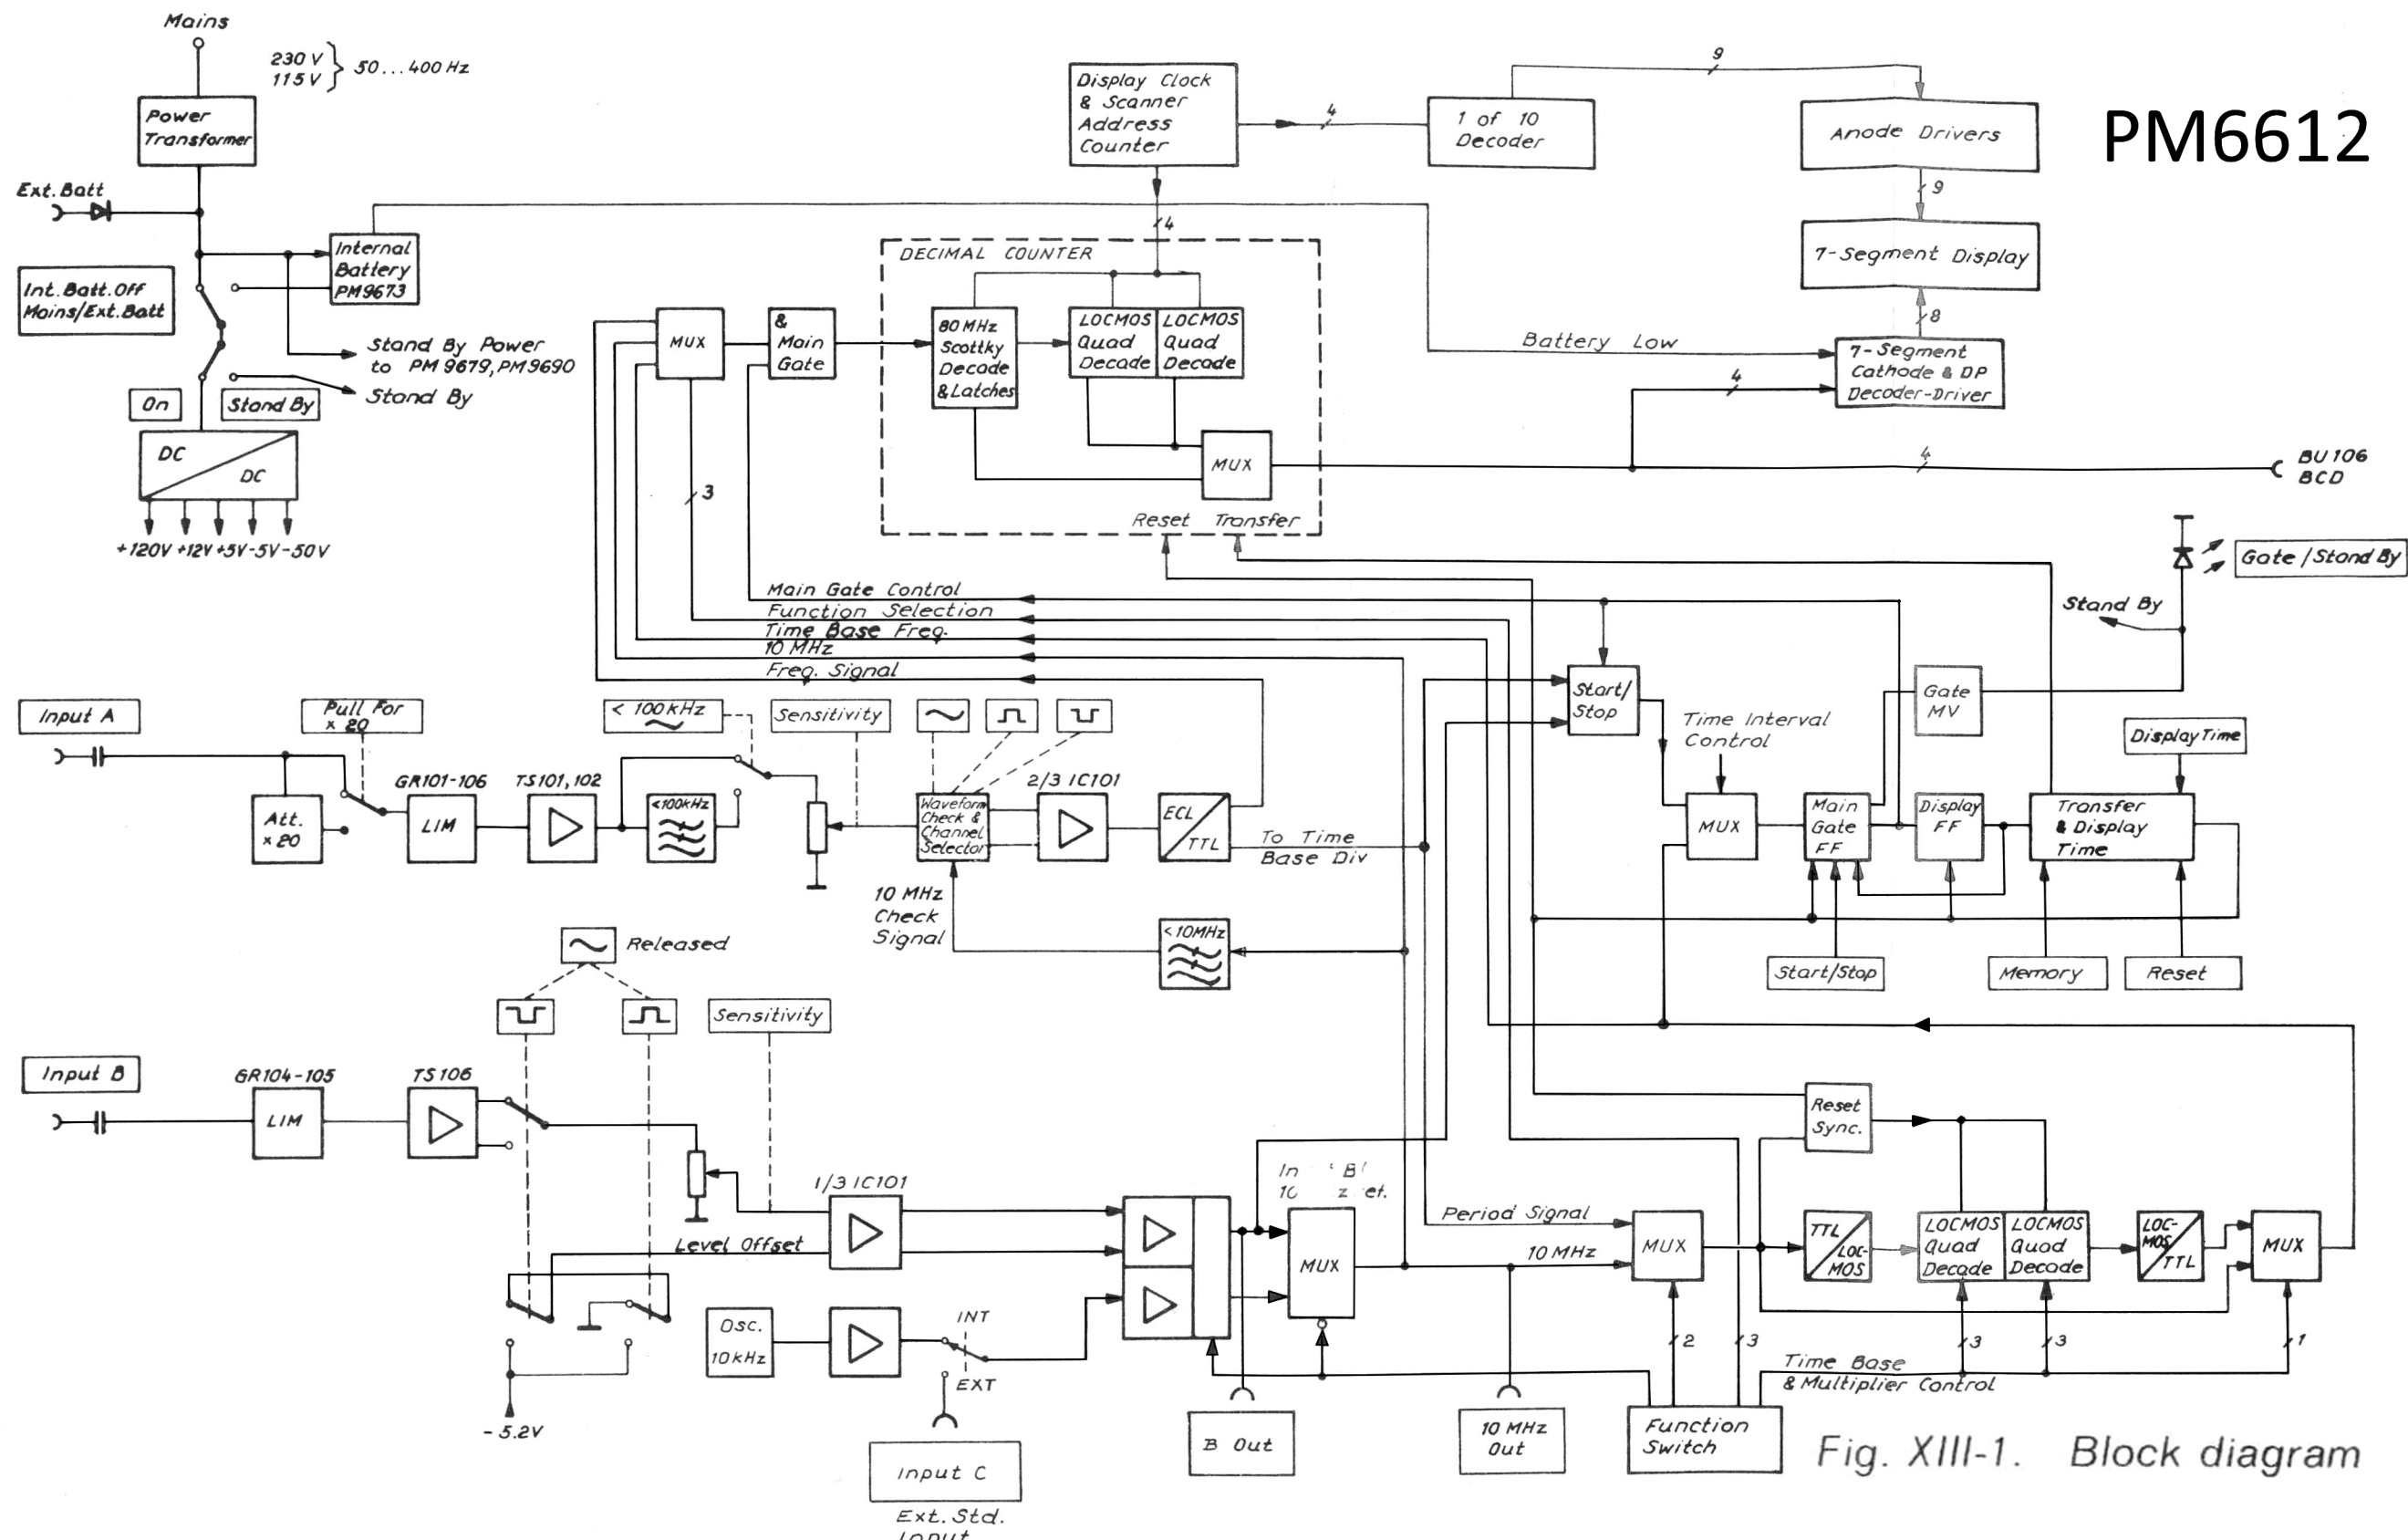 Mains
230 V
115 V
50...400 Hz
Power
Transformer
Ext. Batt
Internal
Battery
PM9673
Int. Batt. Off
Mains/Ext. Batt
Stand By Power
to PM 9679, PM9690
Stand By
On
Stand By
DC
DC
+120V +12V +5V -5V -50V
Display Clock
& Scanner
Address
Counter
4
1 of 10
Decoder
9
Anode Drivers
PM6612
9
7-Segment Display
8
Battery Low
4
7-Segment
Cathode & DP
Decoder-Driver
4
DECIMAL COUNTER
MUX
&
Main
Gate
80 MHz
Scottky
Decade
& Latches
LOCMOS
Quad
Decade
LOCMOS
Quad
Decade
MUX
3
4
BU 106
BCD
Reset Transfer
Main Gate Control
Function Selection
Time Base Freq.
10 MHz
Freq. Signal
Gate / Stand By
Stand By
Input A
Pull For
x 20
< 100 kHz
Sensitivity
Start/
Stop
Time Interval
Control
Gate
MV
Display Time
Att.
x 20
GR101-106
LIM
TS101, 102
<100kHz
Waveform
Check &
Channel
Selector
2/3 IC101
ECL
TTL
To Time
Base Div
MUX
Main
Gate
FF
Display
FF
Transfer
& Display
Time
10 MHz
Check
Signal
<10MHz
Start/Stop
Memory
Reset
Released
Sensitivity
Input B
GR104-105
LIM
TS106
Reset
Sync.
1/3 IC101
Level Offset
In 'B'
Period Signal
10 MHz
MUX
MUX
TTL
LOC-
MOS
LOCMOS
Quad
Decade
LOCMOS
Quad
Decade
LOC-
MOS
TTL
MUX
Osc.
10 kHz
INT
EXT
2
3
3
3
1
Time Base
& Multiplier Control
- 5.2V
B Out
10 MHz
Out
Function
Switch
Input C
Ext. Std.
Input
Fig. XIII-1. Block diagram